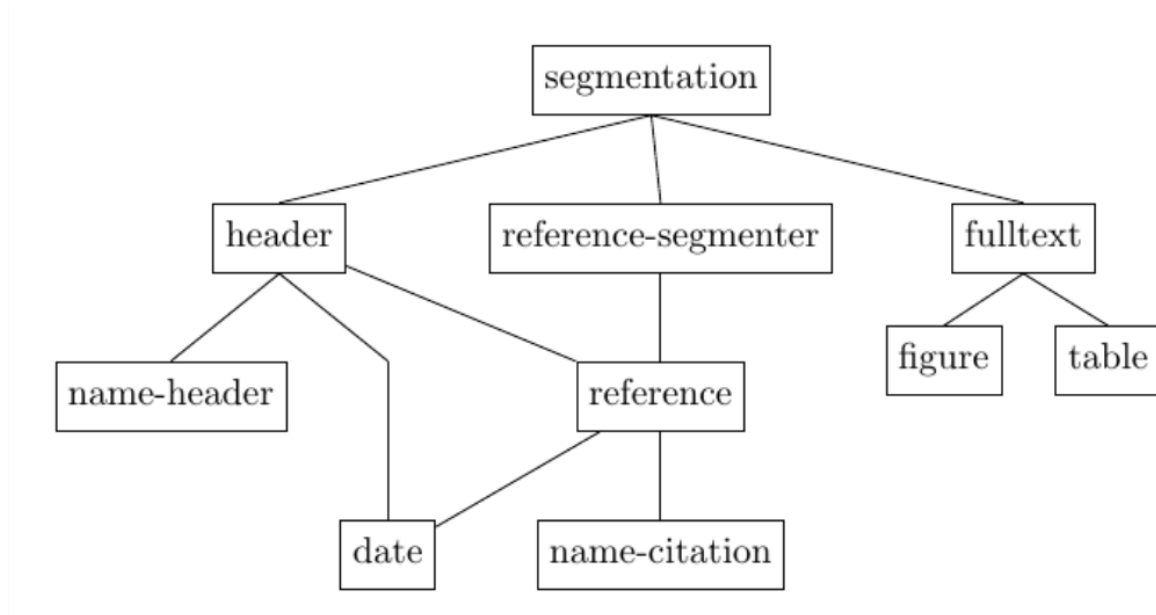 segmentation
header
reference-segmenter
fulltext
figure
table
name-header
reference
date
name-citation